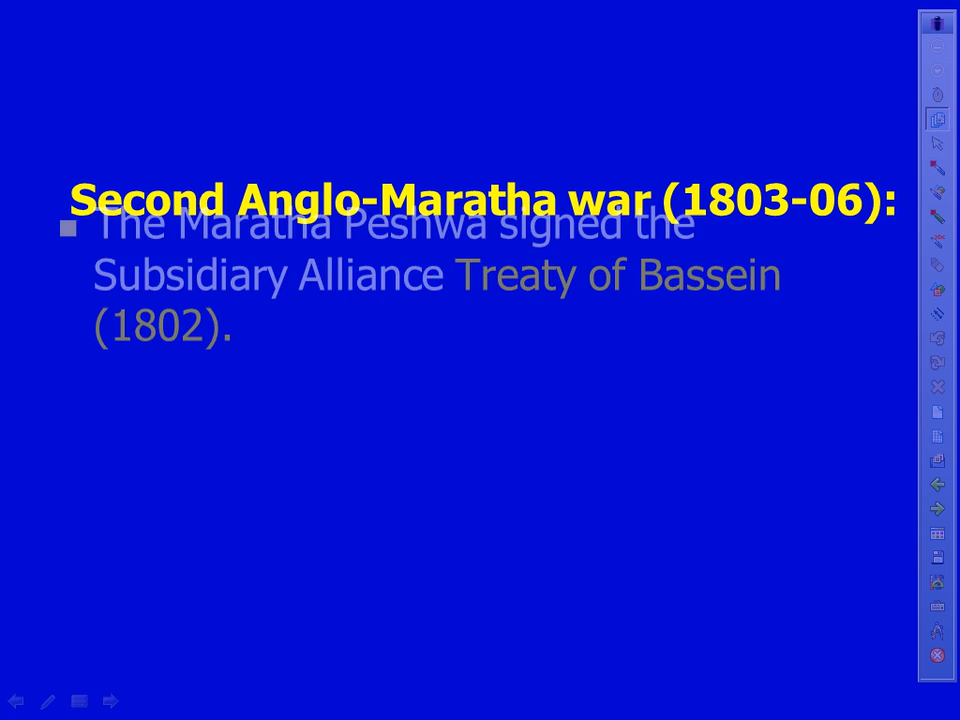 Second Anglo-Maratha war (1803-06):
The Maratha Peshwa signed the
Subsidiary Alliance Treaty of Bassein
(1802).